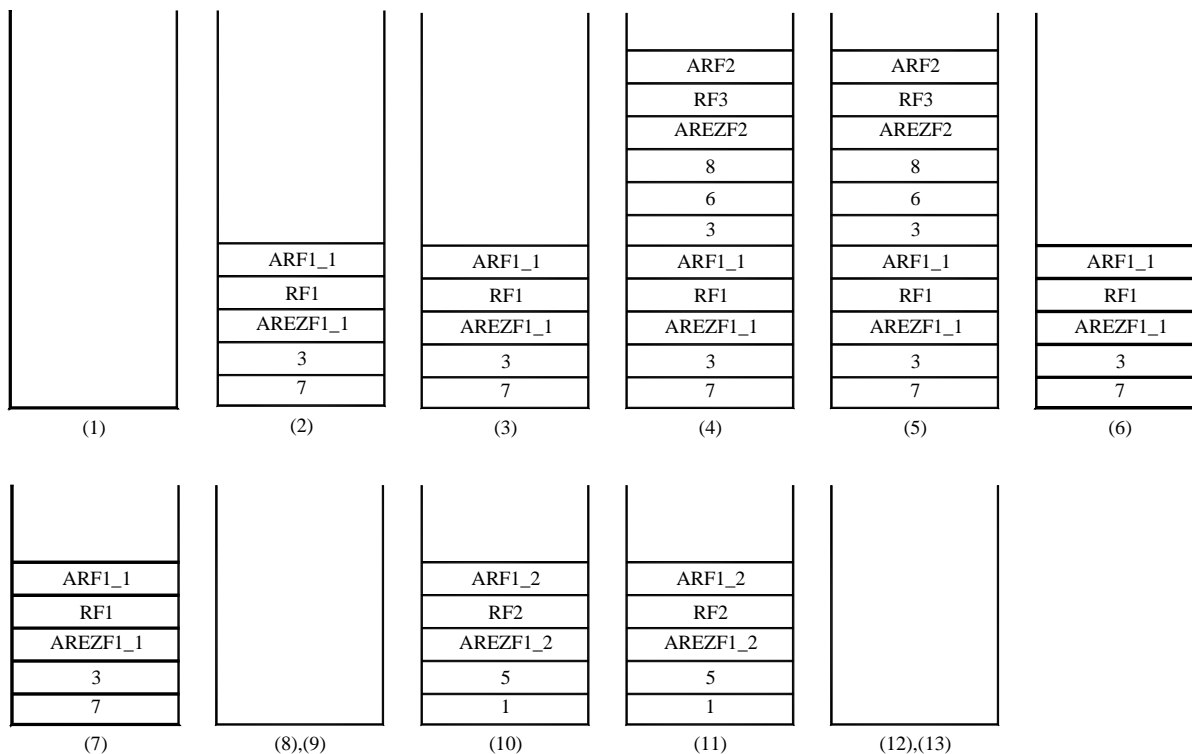 ARF1_1
RF1
AREZF1_1
3
7
(2)
ARF1_1
RF1
AREZF1_1
3
7
(3)
ARF2
RF3
AREZF2
8
6
3
ARF1_1
RF1
AREZF1_1
3
7
(4)
ARF2
RF3
AREZF2
8
6
3
ARF1_1
RF1
AREZF1_1
3
7
(5)
ARF1_1
RF1
AREZF1_1
3
7
(6)
(1)
ARF1_1
RF1
AREZF1_1
3
7
(7)
(8),(9)
ARF1_2
RF2
AREZF1_2
5
1
(10)
ARF1_2
RF2
AREZF1_2
5
1
(11)
(12),(13)